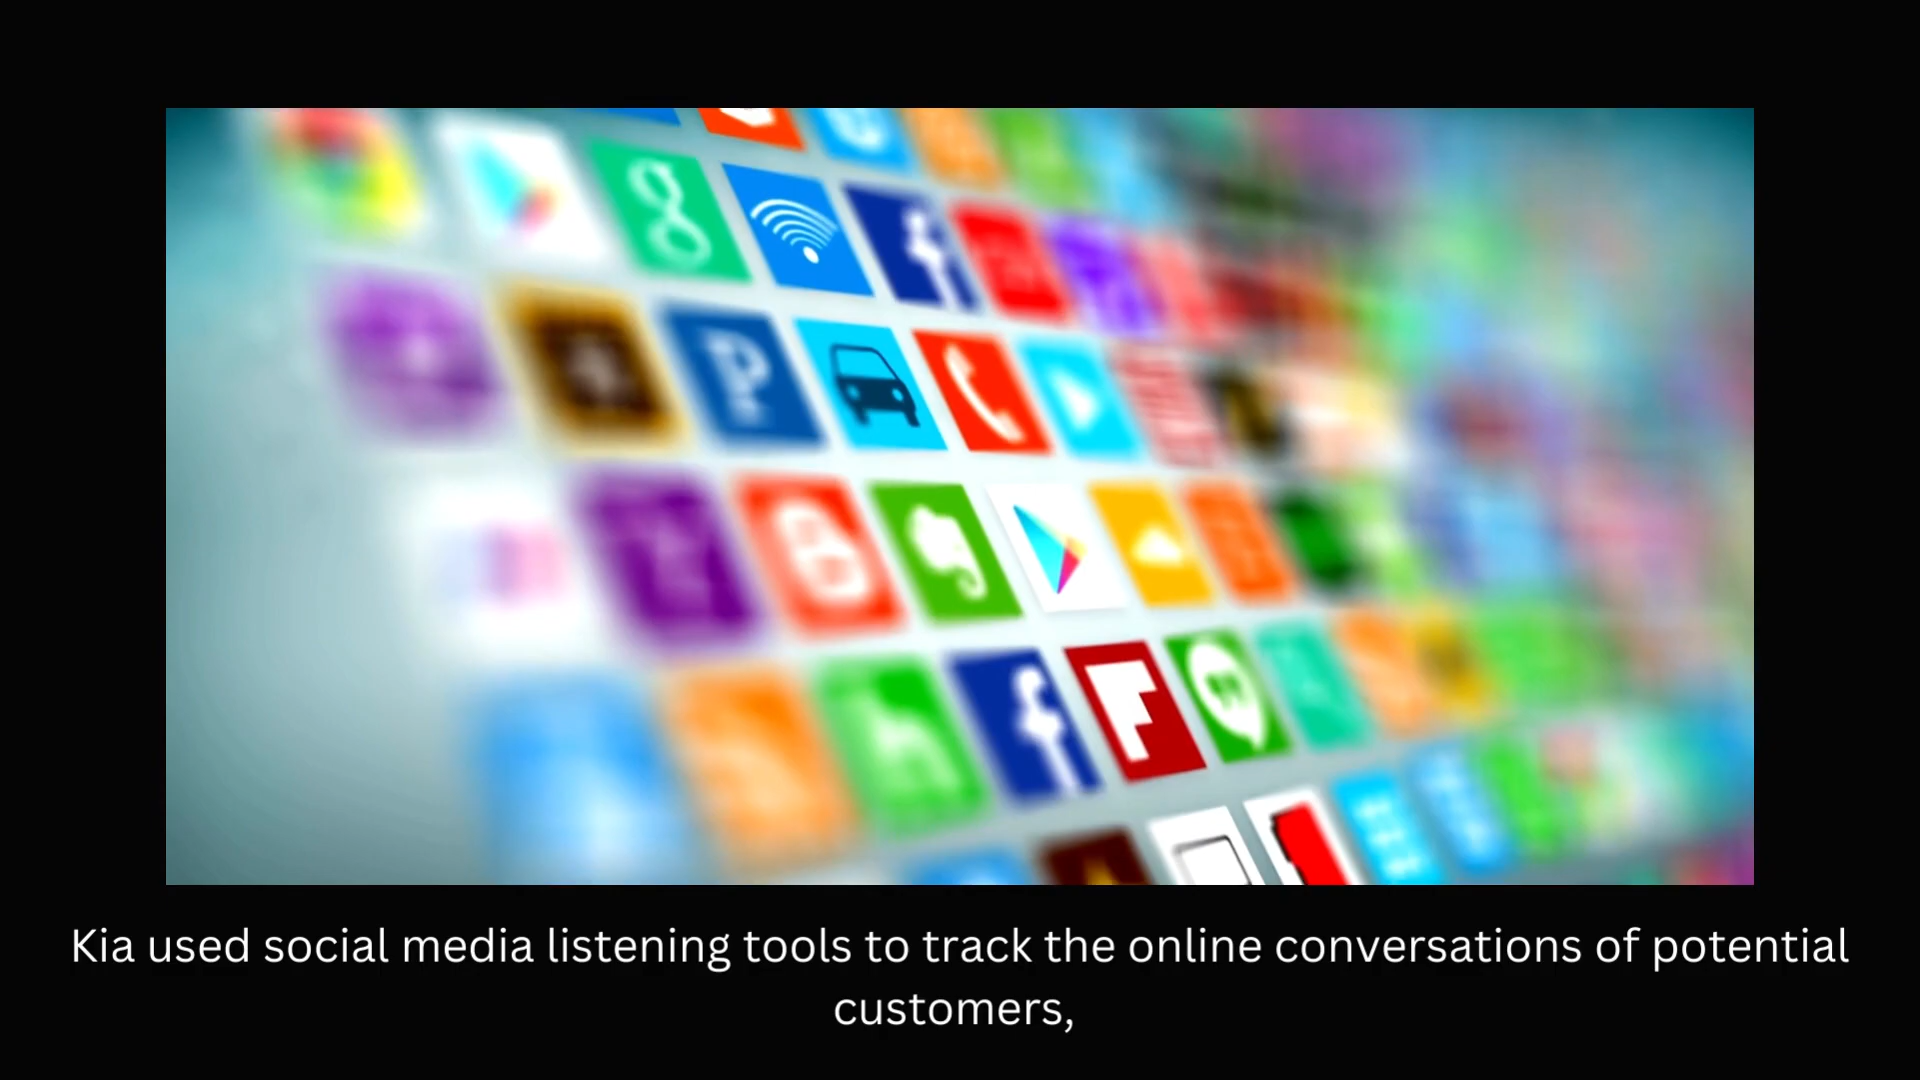 Kia used social media listening tools to track the online conversations of potential
customers,